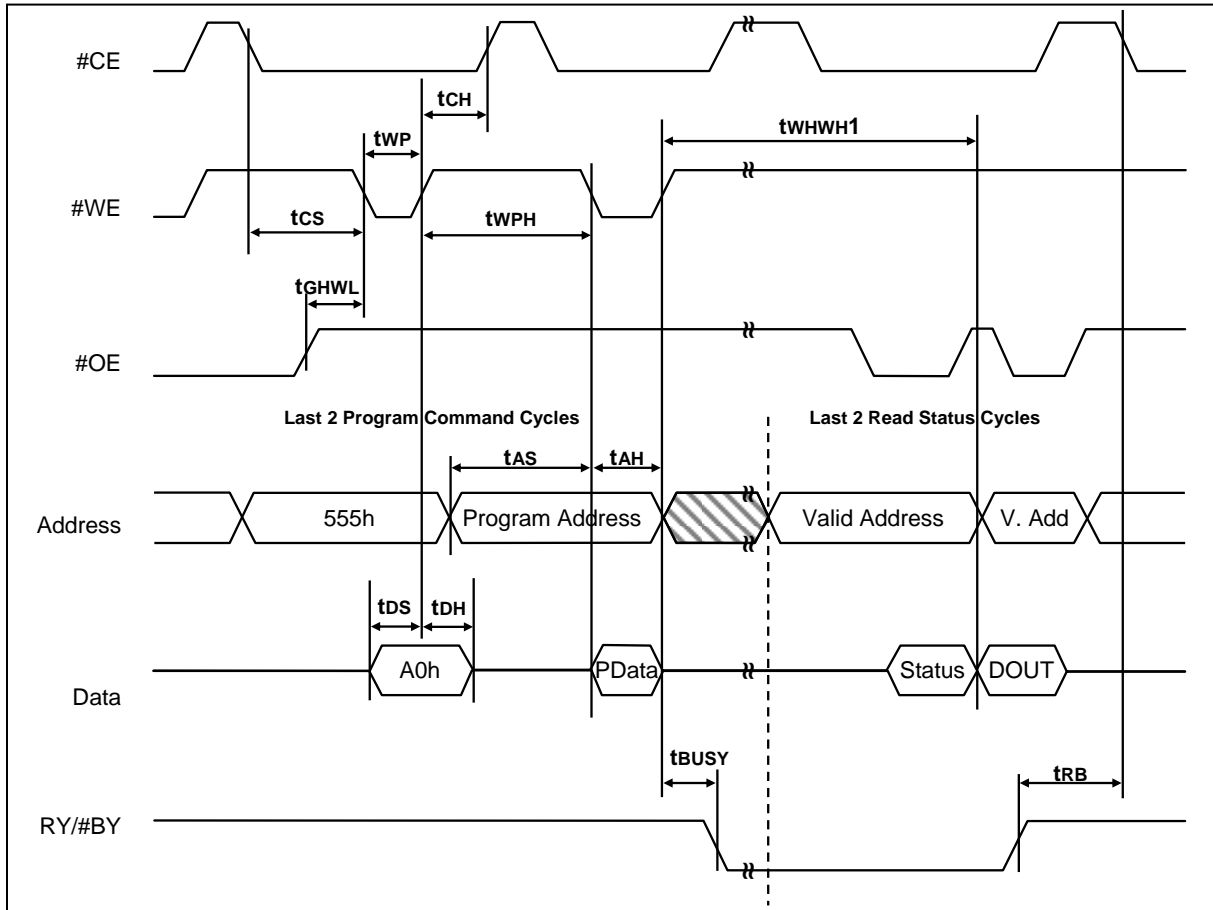 #CE
tCH
tWHWH1
tWP
#WE
tCS
tWPH
tGHWL
#OE
Last 2 Program Command Cycles
Last 2 Read Status Cycles
tAS
tAH
Address
555h
Program Address
Valid Address
V. Add
tDS
tDH
A0h
PData
Status
DOUT
Data
tBUSY
tRB
RY/#BY